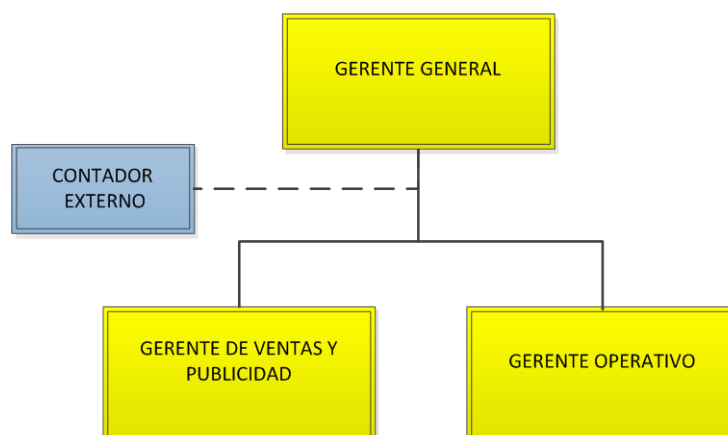 GERENTE GENERAL
CONTADOR
EXTERNO
GERENTE DE VENTAS Y
PUBLICIDAD
GERENTE OPERATIVO